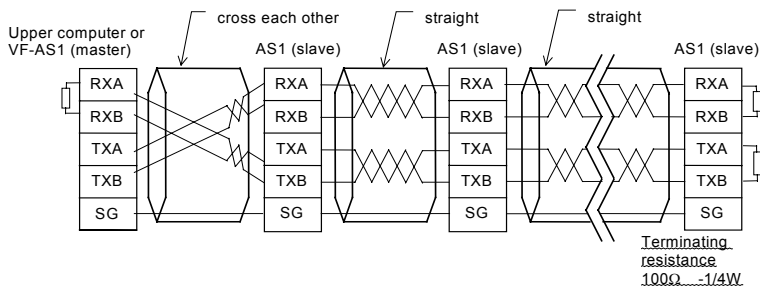 cross each other
straight
straight
Upper computer or
VF-AS1 (master)
AS1 (slave)
AS1 (slave)
AS1 (slave)
RXA
RXB
TXA
TXB
SG
RXA
RXB
TXA
TXB
SG
RXA
RXB
TXA
TXB
SG
RXA
RXB
TXA
TXB
SG
Terminating
resistance
100Ω -1/4W